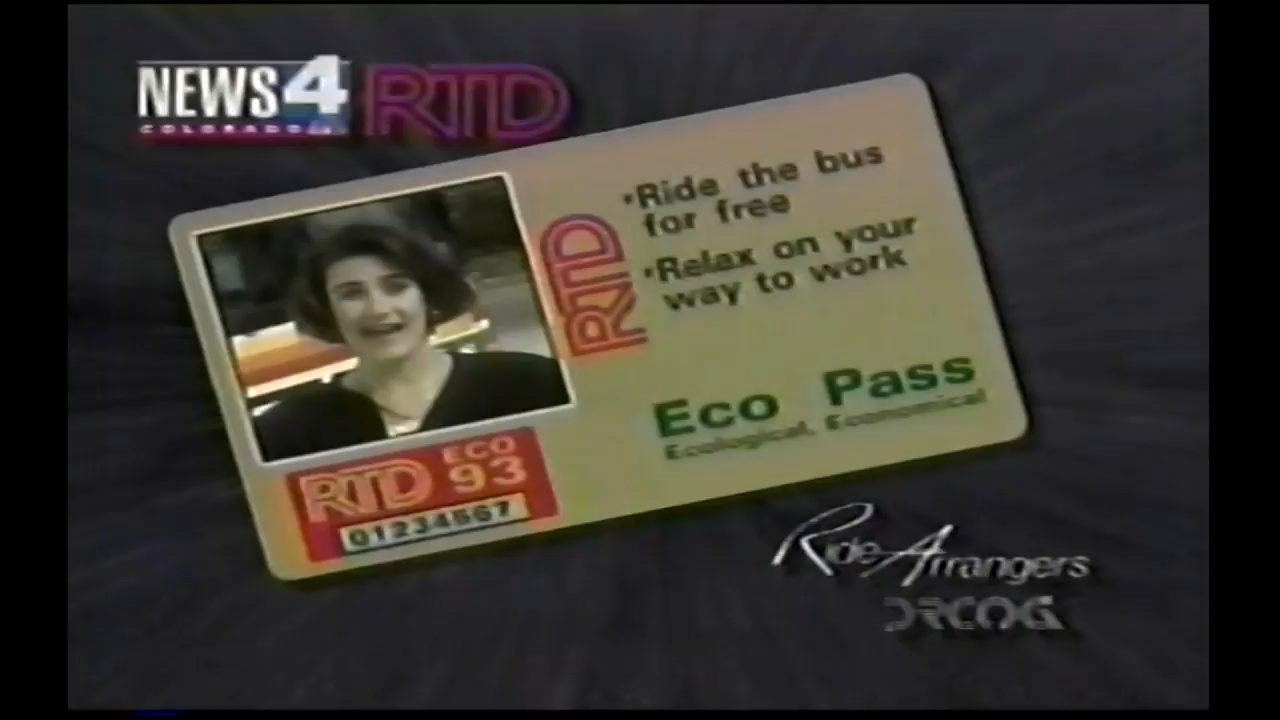 NEWS4
COLORADO
RTD
•Ride the bus
for free
•Relax on your
way to work
RTD
Eco Pass
Ecological, Economical
RTD ECO
93
01234567
RideArrangers
DRCOG